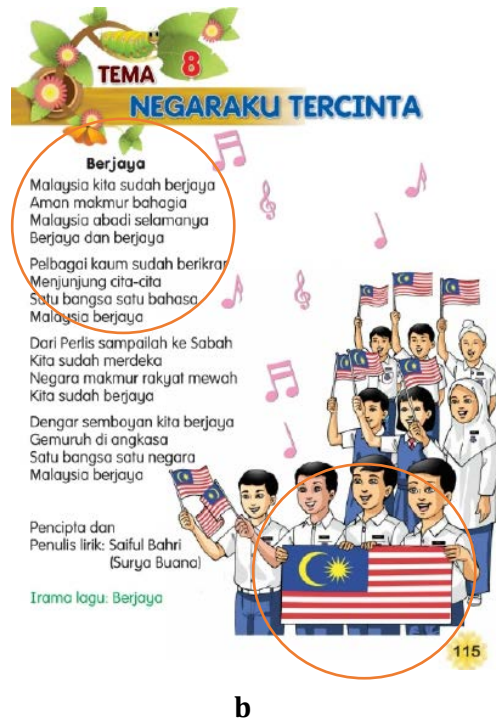 TEMA 8
NEGARAKU TERCINTA
Berjaya
Malaysia kita sudah berjaya
Aman makmur bahagia
Malaysia abadi selamanya
Berjaya dan berjaya
Pelbagai kaum sudah berikrar
Menjunjung cita-cita
Satu bangsa satu bahasa
Malaysia berjaya
Dari Perlis sampailah ke Sabah
Kita sudah merdeka
Negara makmur rakyat mewah
Kita sudah berjaya
Dengar semboyan kita berjaya
Gemuruh di angkasa
Satu bangsa satu negara
Malaysia berjaya
Pencipta dan
Penulis lirik: Saiful Bahri
(Surya Buana)
Irama lagu: Berjaya
115
b